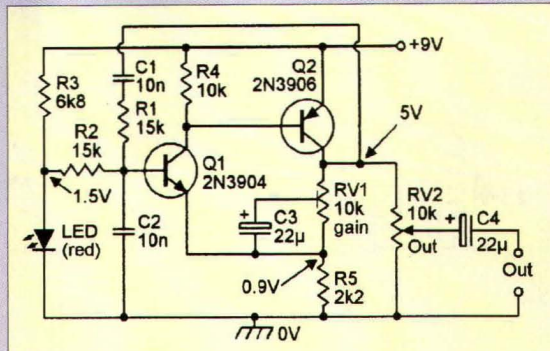 +9V
Q2
2N3906
C1
10n
R4
10k
R3
6k8
R1
15k
5V
R2
15k
Q1
2N3904
1.5V
RV1
10k
gain
RV2
10k
C3
22µ
C4
22µ
LED
(red)
C2
10n
Out
Out
0.9V
R5
2k2
0V